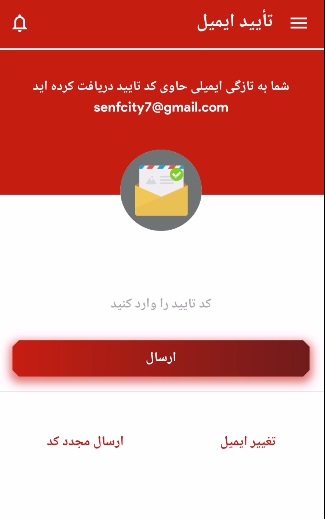 تأیید ایمیل
شما به تازگی ایمیلی حاوی کد تایید دریافت کرده اید
senfcity7@gmail.com
کد تایید را وارد کنید
ارسال
تغییر ایمیل
ارسال مجدد کد